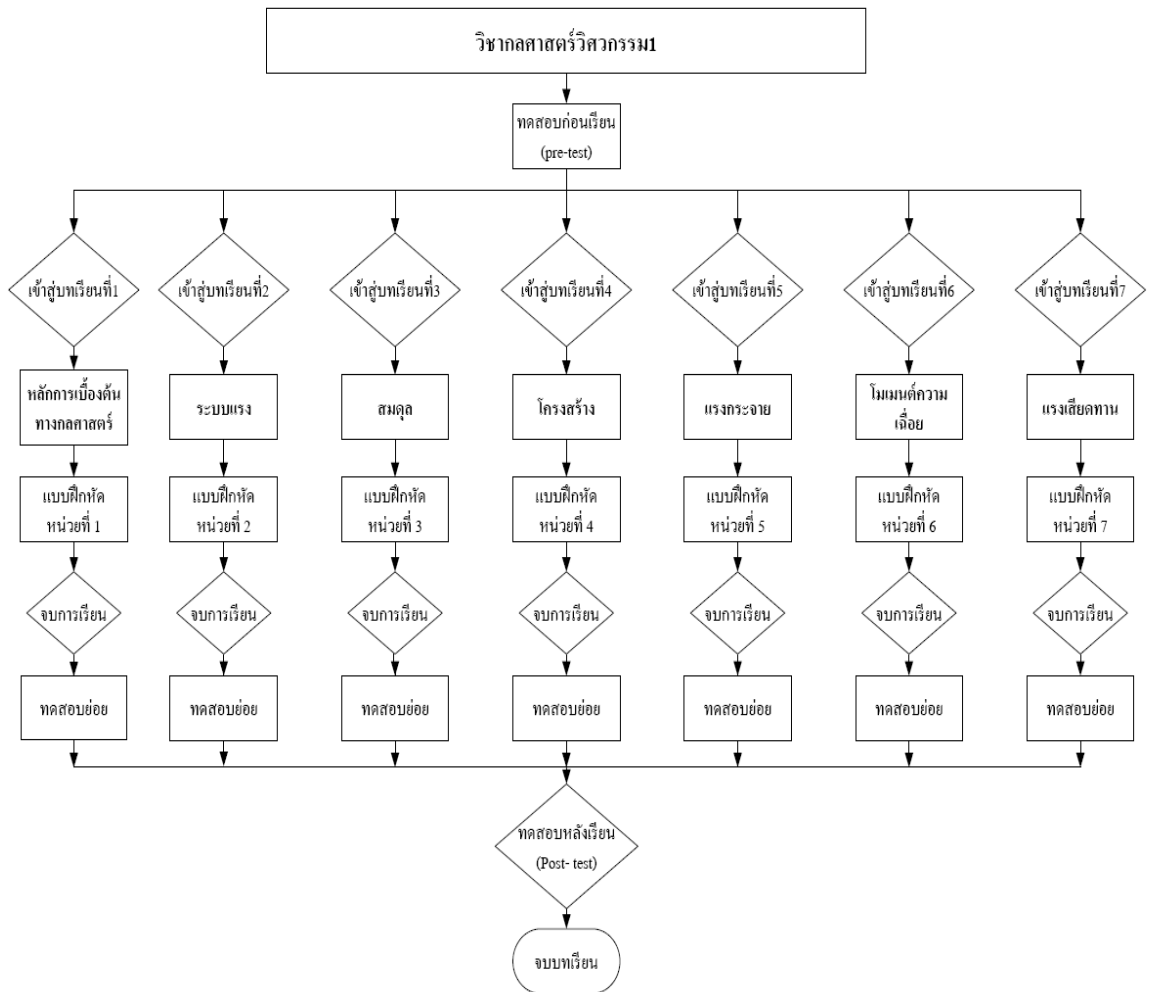 วิชากลศาสตร์วิศวกรรม1
ทดสอบก่อนเรียน
(pre-test)
เข้าสู่บทเรียนที่1
เข้าสู่บทเรียนที่2
เข้าสู่บทเรียนที่3
เข้าสู่บทเรียนที่4
เข้าสู่บทเรียนที่5
เข้าสู่บทเรียนที่6
เข้าสู่บทเรียนที่7
หลักการเบื้องต้น
ทางกลศาสตร์
ระบบแรง
สมดุล
โครงสร้าง
แรงกระจาย
โมเมนต์ความ
เฉื่อย
แรงเสียดทาน
แบบฝึกหัด
หน่วยที่ 1
แบบฝึกหัด
หน่วยที่ 2
แบบฝึกหัด
หน่วยที่ 3
แบบฝึกหัด
หน่วยที่ 4
แบบฝึกหัด
หน่วยที่ 5
แบบฝึกหัด
หน่วยที่ 6
แบบฝึกหัด
หน่วยที่ 7
จบการเรียน
จบการเรียน
จบการเรียน
จบการเรียน
จบการเรียน
จบการเรียน
จบการเรียน
ทดสอบย่อย
ทดสอบย่อย
ทดสอบย่อย
ทดสอบย่อย
ทดสอบย่อย
ทดสอบย่อย
ทดสอบย่อย
ทดสอบหลังเรียน
(Post- test)
จบบทเรียน